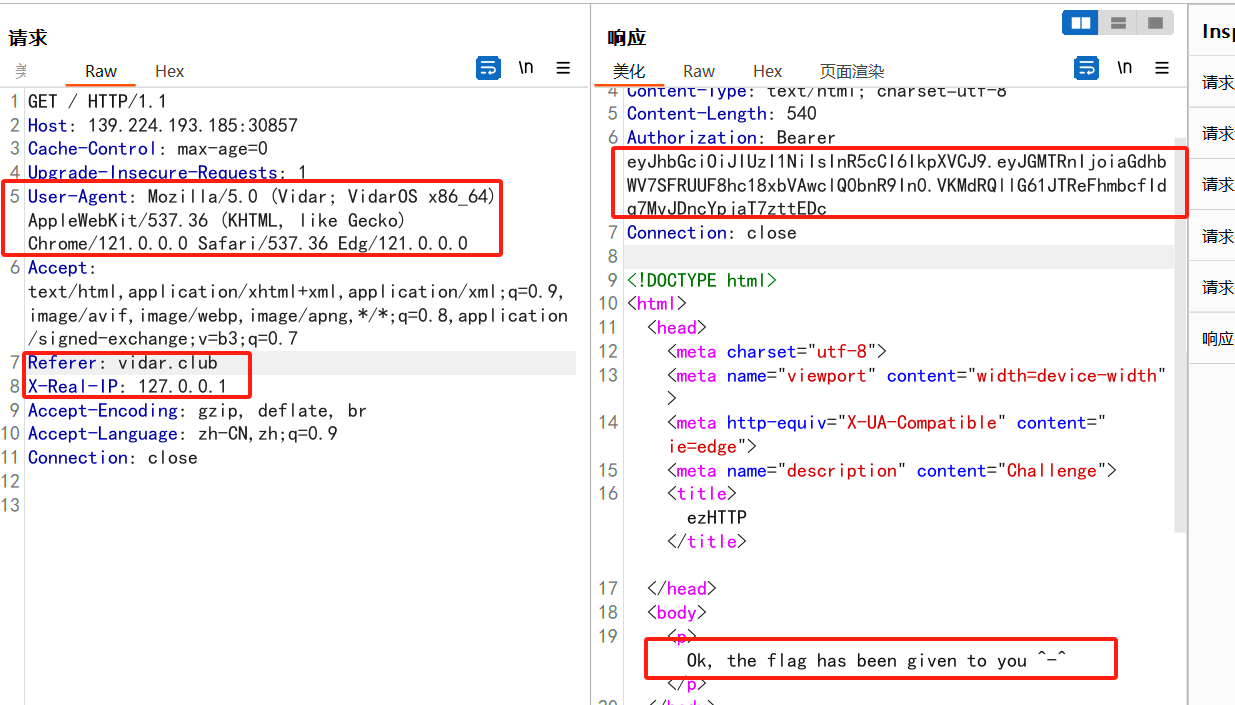 请求
Raw
Hex
\n
1 GET / HTTP/1.1
2 Host: 139.224.193.185:30857
3 Cache-Control: max-age=0
4 Upgrade-Insecure-Requests: 1
5 User-Agent: Mozilla/5.0 (Vidar; VidarOS x86_64)
AppleWebKit/537.36 (KHTML, like Gecko)
Chrome/121.0.0.0 Safari/537.36 Edg/121.0.0.0
6 Accept:
text/html,application/xhtml+xml,application/xml;q=0.9,
image/avif,image/webp,image/apng,*/*;q=0.8,application
/signed-exchange;v=b3;q=0.7
7 Referer: vidar.club
8 X-Real-IP: 127.0.0.1
9 Accept-Encoding: gzip, deflate, br
10 Accept-Language: zh-CN,zh;q=0.9
11 Connection: close
12
13
响应
美化
Raw
Hex
页面渲染
\n
4 Content-Type: text/html; charset=utf-8
5 Content-Length: 540
6 Authorization: Bearer
eyJhbGciOiJIUzI1NiIsInR5cCI6IkpXVCJ9.eyJGMTRnIjoiaGdhb
7 Connection: close
8
9 <!DOCTYPE html>
10 <html>
11 <head>
12 <meta charset="utf-8">
13 <meta name="viewport" content="width=device-width"
>
14 <meta http-equiv="X-UA-Compatible" content="
ie=edge">
15 <meta name="description" content="Challenge">
16 <title>
ezHTTP
</title>
17 </head>
18 <body>
19 <p>
Ok, the flag has been given to you ^-^
</p>
20 </body>
Insp
请求
请求
请求
请求
请求
响应